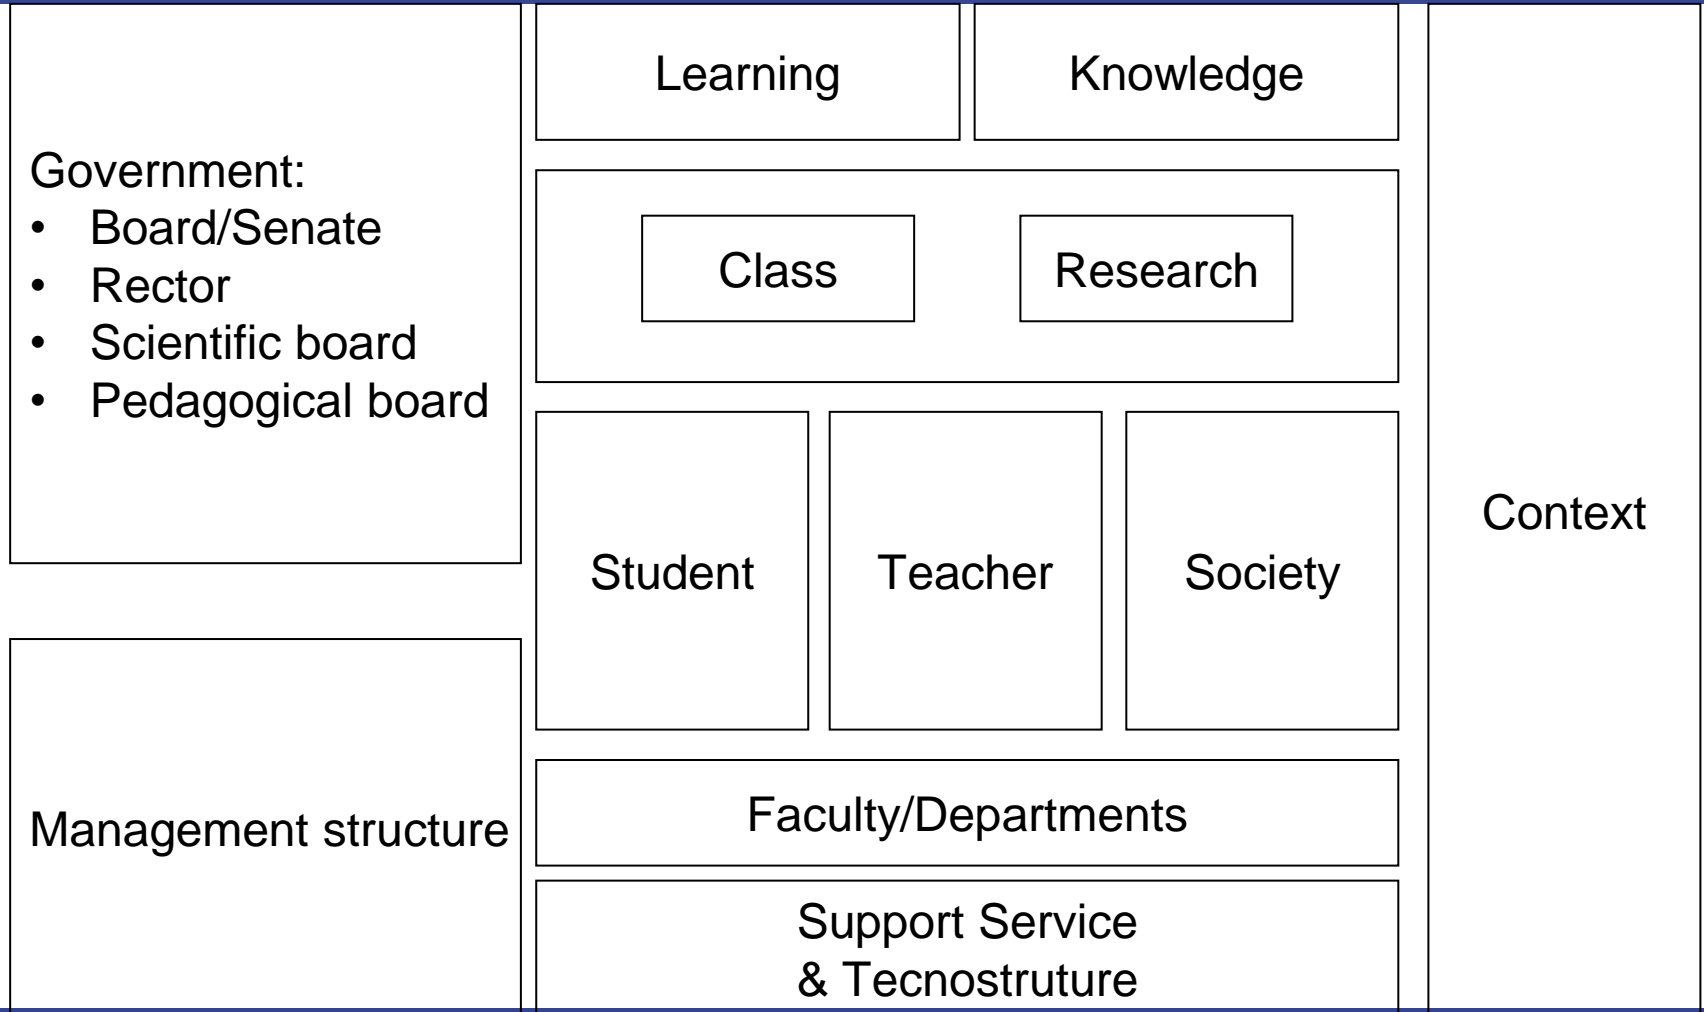 Government:
• Board/Senate
• Rector
• Scientific board
• Pedagogical board
Management structure
Learning
Knowledge
Class
Research
Student
Teacher
Society
Faculty/Departments
Support Service
& Tecnostruture
Context